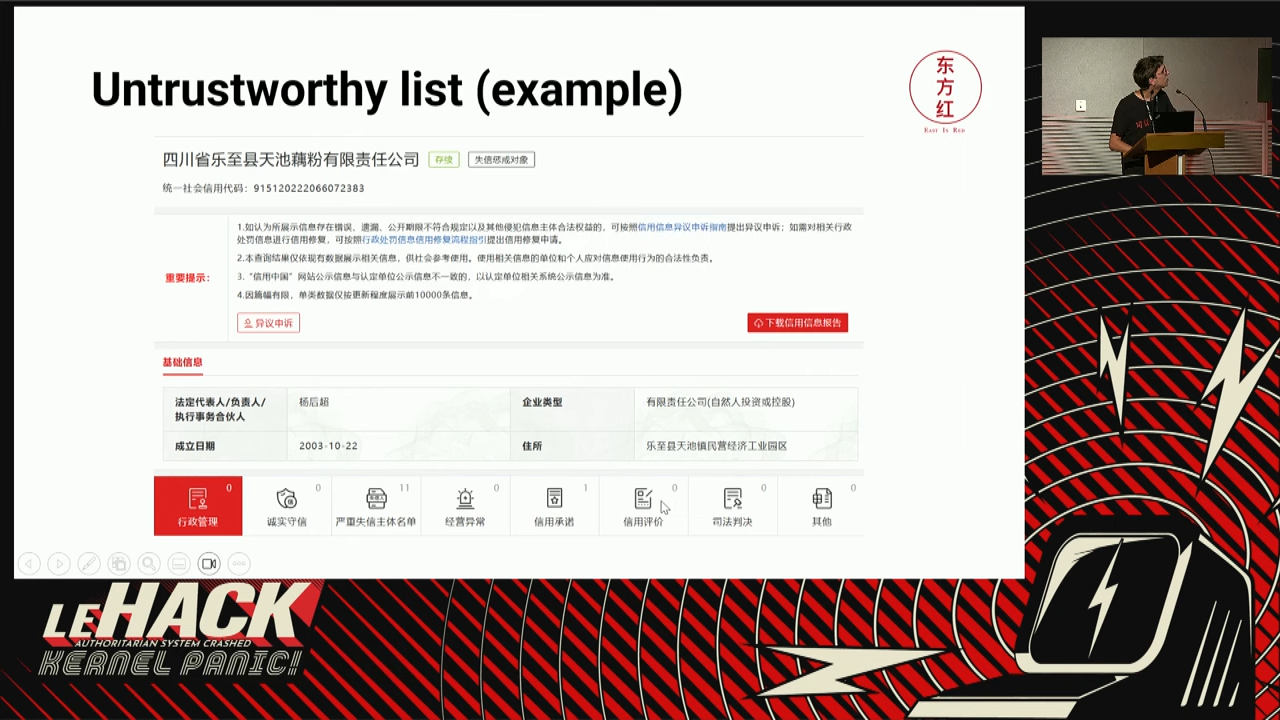 Untrustworthy list (example)
东
方
红
East Is Red
四川省乐至县天池藕粉有限责任公司 存续 失信惩戒对象
统一社会信用代码：915120222066072383
重要提示：
1.如认为所展示信息存在错误、遗漏、公开期限不符合规定以及其他侵犯信息主体合法权益的，可按照信用信息异议申诉指南提出异议申诉；如需对相关行政
处罚信息进行信用修复，可按照行政处罚信息信用修复流程指引提出信用修复申请。
2.本查询结果仅依现有数据展示相关信息，供社会参考使用。使用相关信息的单位和个人应对信息使用行为的合法性负责。
3.“信用中国”网站公示信息与认定单位公示信息不一致的，以认定单位相关系统公示信息为准。
4.因篇幅有限，单类数据仅按更新程度展示前10000条信息。
异议申诉 下载信用信息报告
基础信息
法定代表人/负责人/
执行事务合伙人 杨后超 企业类型 有限责任公司(自然人投资或控股)
成立日期 2003-10-22 住所 乐至县天池镇民营经济工业园区
0 0 11 0 1 0 0 0
行政管理 诚实守信 严重失信主体名单 经营异常 信用承诺 信用评价 司法判决 其他
LEHACK
AUTHORITARIAN SYSTEM CRASHED
KERNEL PANIC!